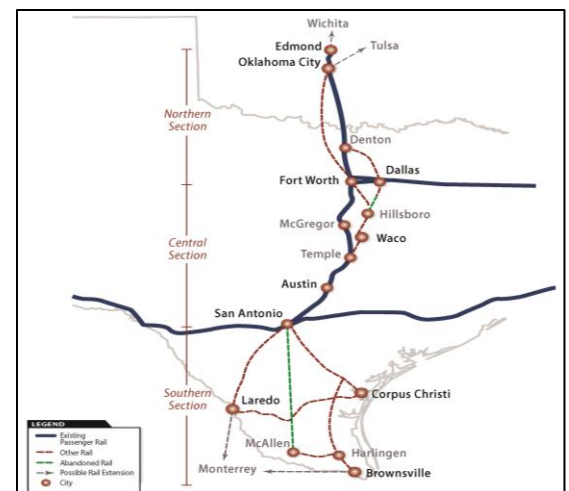 Wichita
Edmond
Tulsa
Oklahoma City
Northern
Section
Denton
Dallas
Fort Worth
Hillsboro
McGregor
Waco
Central
Section
Temple
Austin
San Antonio
Southern
Section
Laredo
Corpus Christi
McAllen
Harlingen
Monterrey
Brownsville
LEGEND
Existing
Passenger Rail
Other Rail
Abandoned Rail
Possible Rail Extension
City